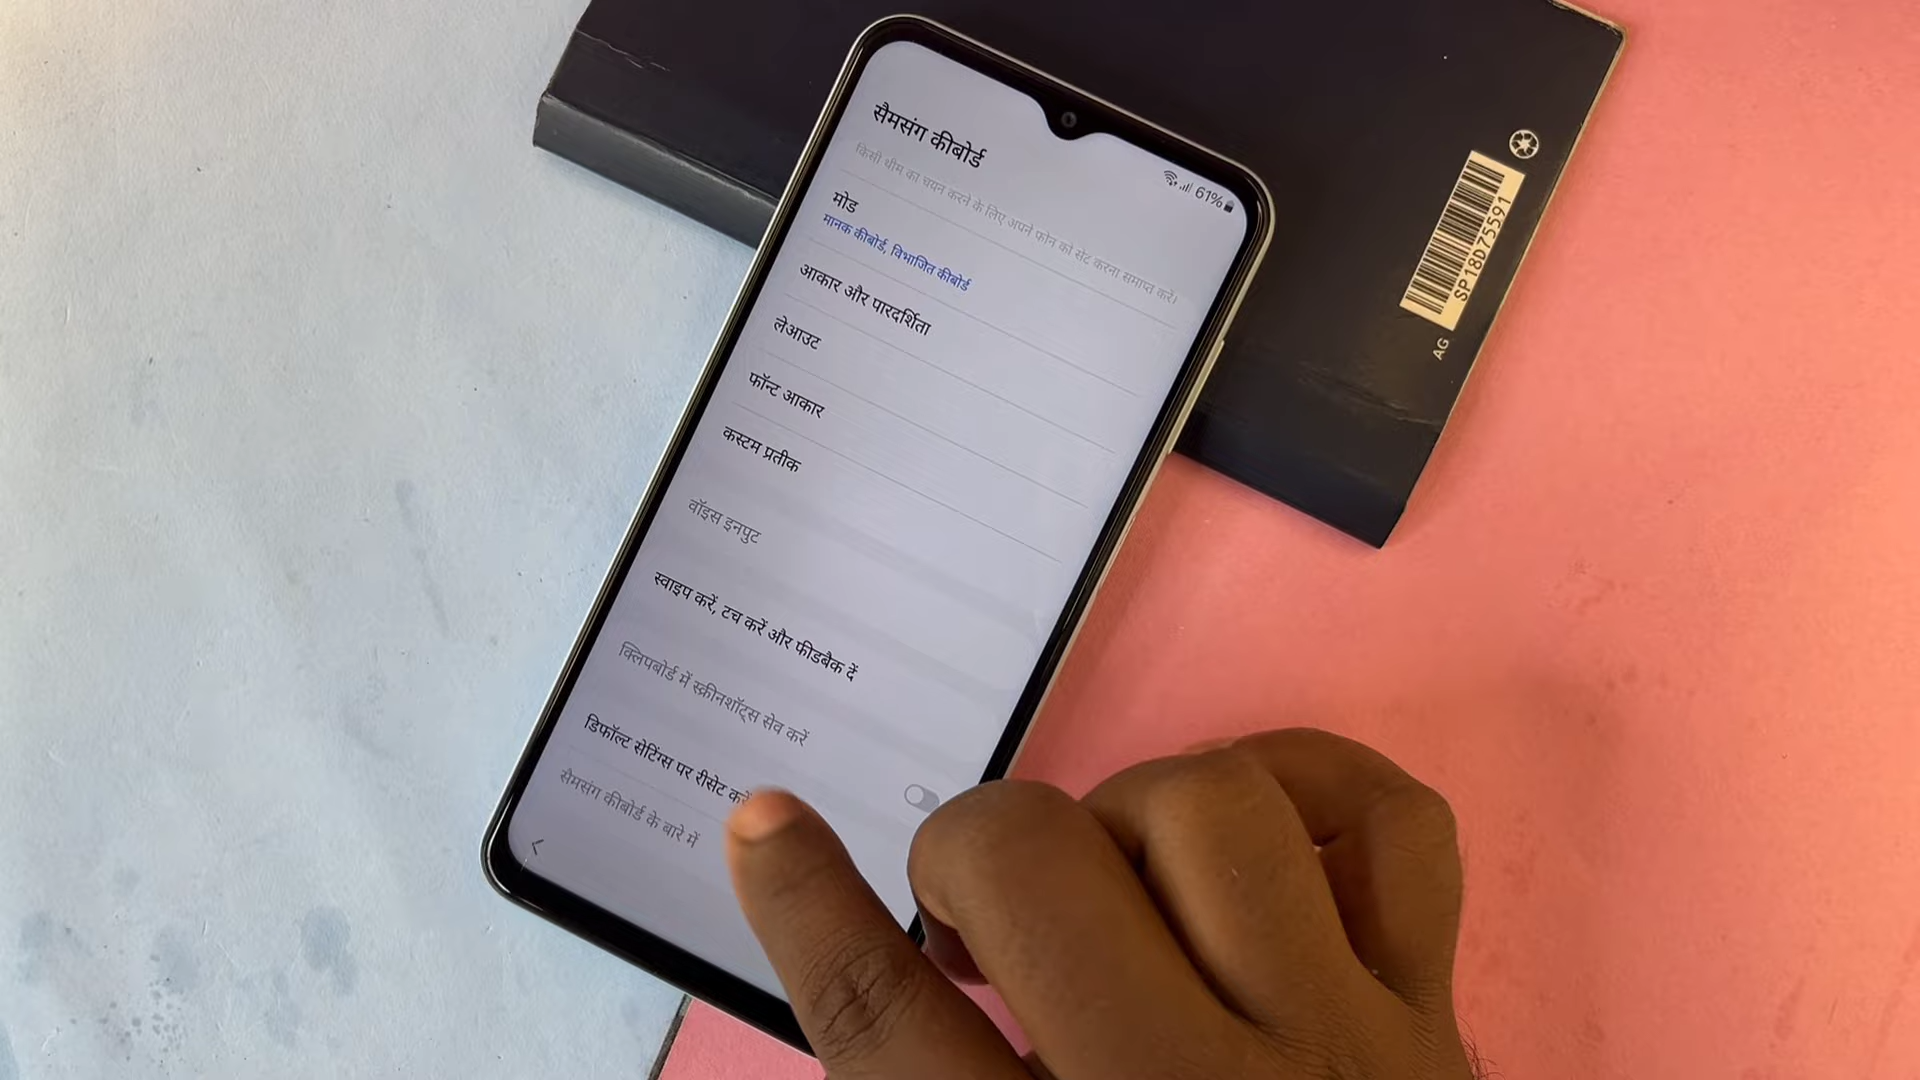 सैमसंग कीबोर्ड
61%
किसी थीम का चयन करने के लिए अपने फोन को सेट करना समाप्त करें।
मोड
मानक कीबोर्ड, विभाजित कीबोर्ड
आकार और पारदर्शिता
लेआउट
फॉन्ट आकार
कस्टम प्रतीक
वॉइस इनपुट
स्वाइप करें, टच करें और फीडबैक दें
क्लिपबोर्ड में स्क्रीनशॉट्स सेव करें
डिफॉल्ट सेटिंग्स पर रीसेट करें
सैमसंग कीबोर्ड के बारे में
SP18D75591
AG